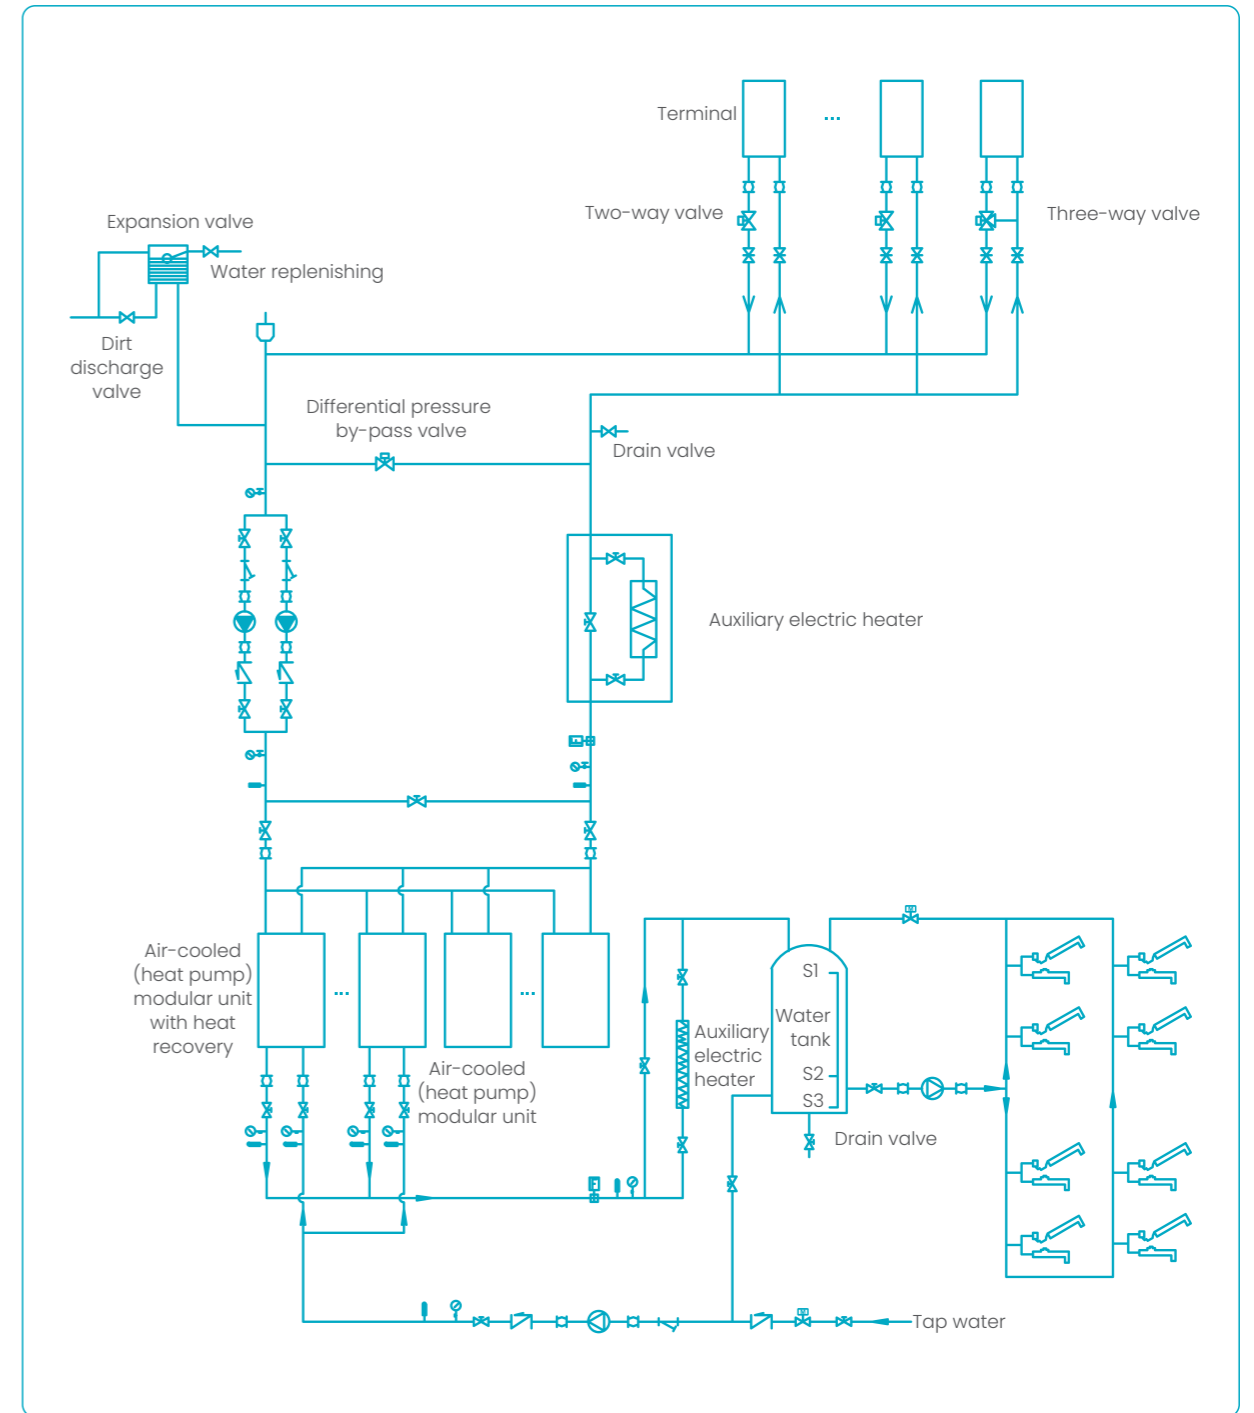 Terminal
...
Two-way valve
Three-way valve
Expansion valve
Water replenishing
Dirt
discharge
valve
Differential pressure
by-pass valve
Drain valve
Auxiliary electric heater
Air-cooled
(heat pump)
modular unit
with heat
recovery
...
...
Air-cooled
(heat pump)
modular unit
Auxiliary
electric
heater
S1
Water
tank
S2
S3
Drain valve
Tap water